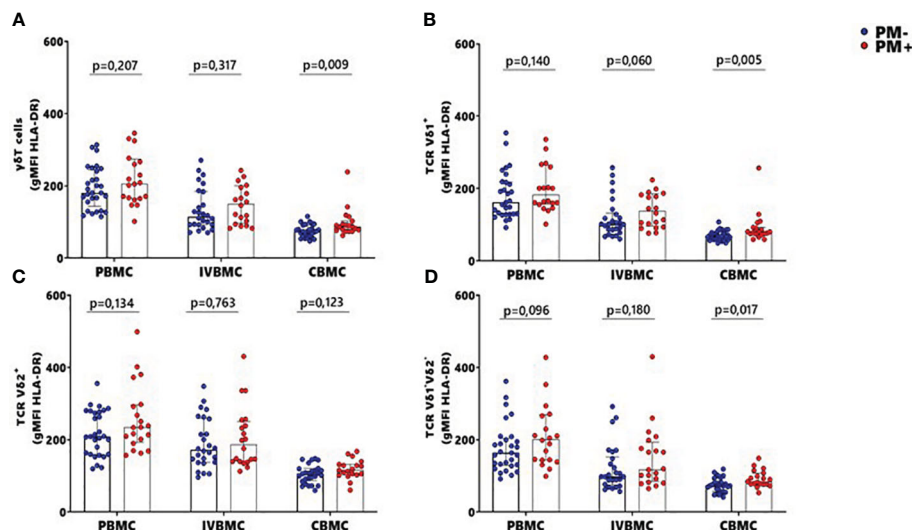 A
B
PM-
PM+
600
400
200
0
γδT cells
(gMFI HLA-DR)
p=0,207
p=0,317
p=0,009
PBMC
IVBMC
CBMC
600
400
200
0
TCR Vδ1⁺
(gMFI HLA-DR)
p=0,140
p=0,060
p=0,005
PBMC
IVBMC
CBMC
C
D
600
400
200
0
TCR Vδ2⁺
(gMFI HLA-DR)
p=0,134
p=0,763
p=0,123
PBMC
IVBMC
CBMC
600
400
200
0
TCR Vδ1⁻Vδ2⁻
(gMFI HLA-DR)
p=0,096
p=0,180
p=0,017
PBMC
IVBMC
CBMC